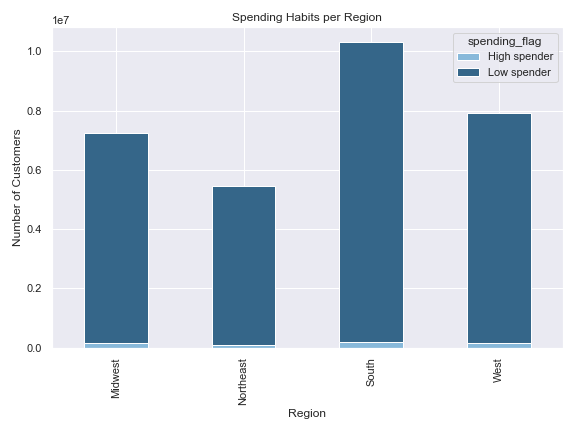 Spending Habits per Region
1e7
spending_flag
High spender
Low spender
1.0
0.8
0.6
0.4
0.2
0.0
Number of Customers
Midwest
Northeast
South
West
Region